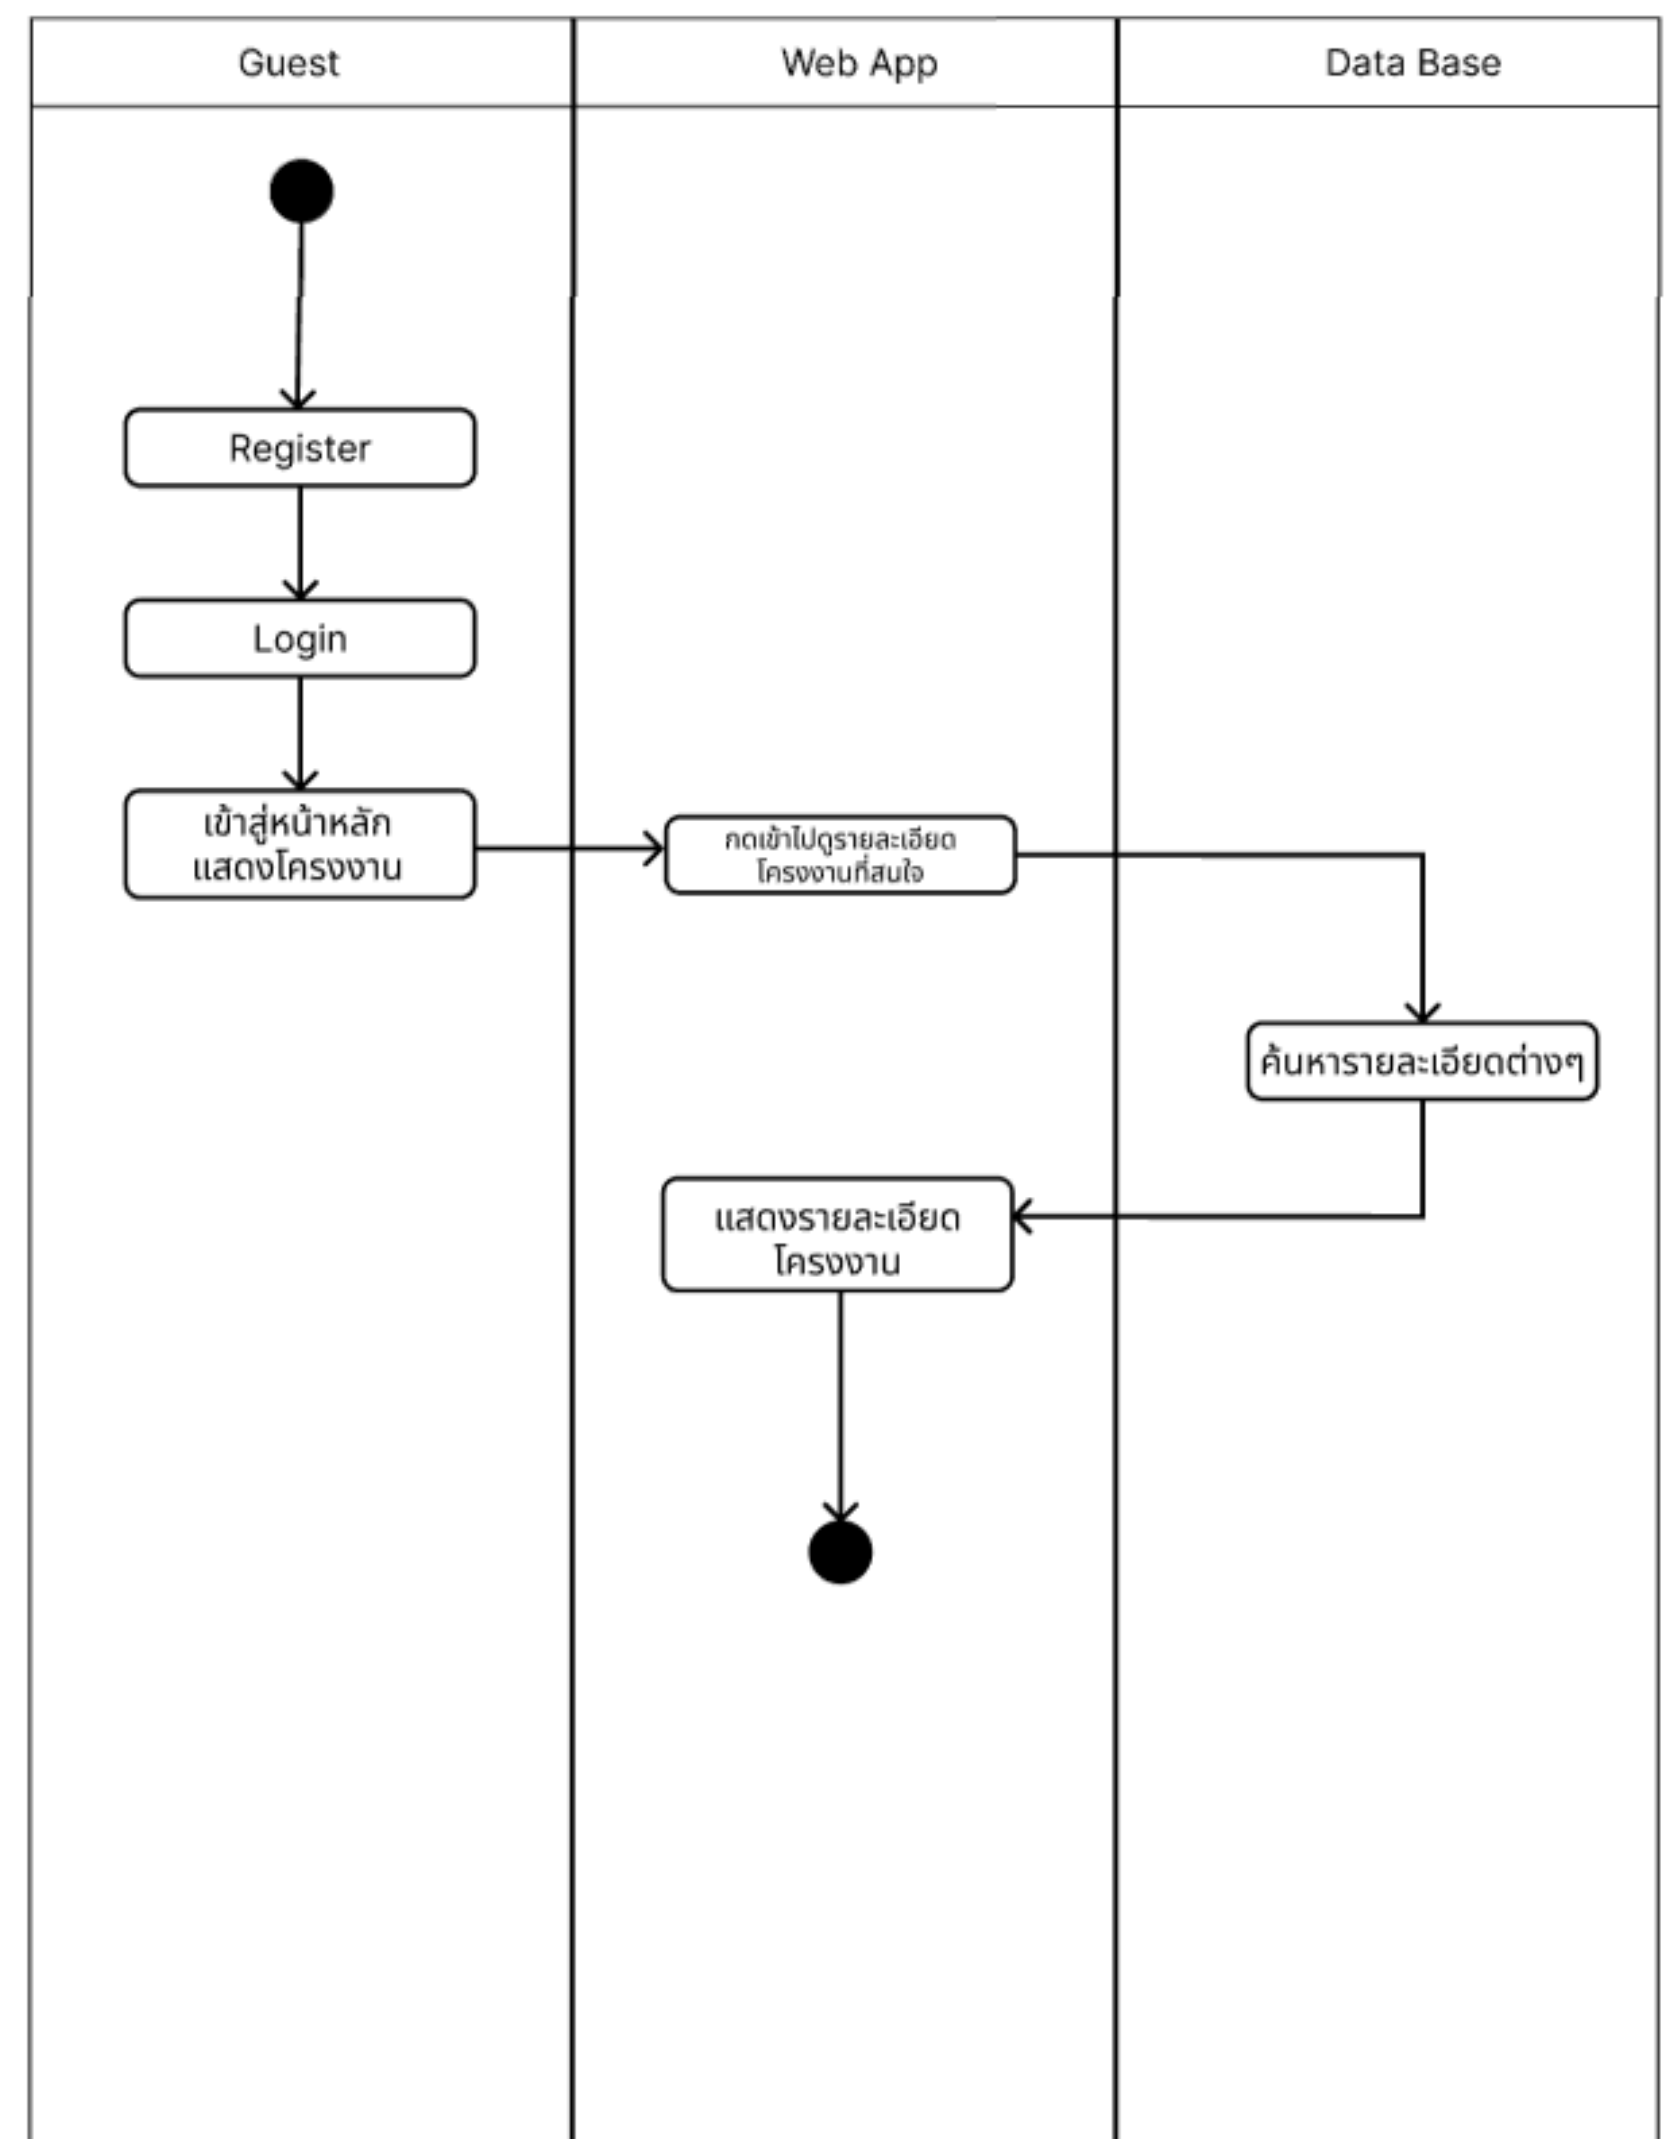 Guest
Web App
Data Base
Register
Login
เข้าสู่หน้าหลัก
แสดงโครงงาน
กดเข้าไปดูรายละเอียด
โครงงานที่สนใจ
ค้นหารายละเอียดต่างๆ
แสดงรายละเอียด
โครงงาน